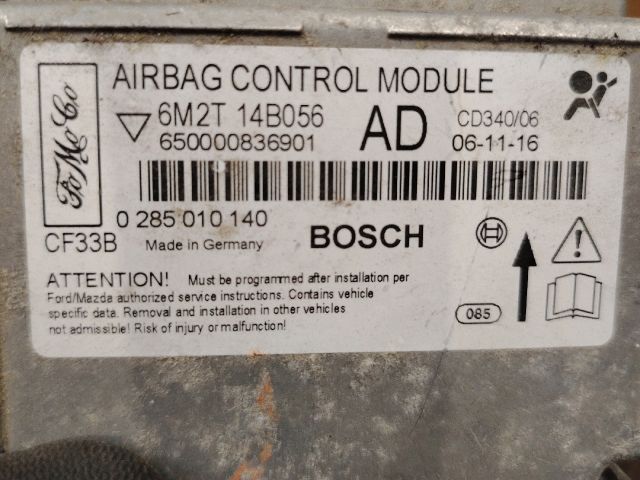 FoMoCo
AIRBAG CONTROL MODULE
6M2T 14B056 AD CD340/06
650000836901 06-11-16
0 285 010 140
CF33B Made in Germany BOSCH
ATTENTION! Must be programmed after installation per
Ford/Mazda authorized service instructions. Contains vehicle
specific data. Removal and installation in other vehicles
not admissible! Risk of injury or malfunction!
085